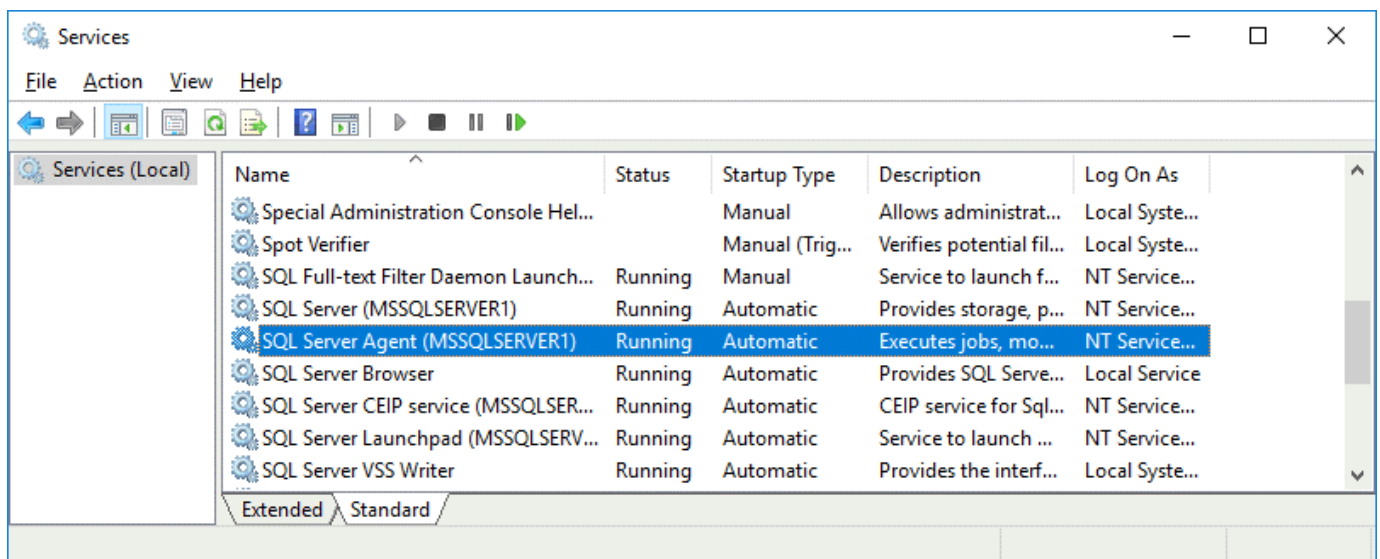 Services
File Action View Help
Services (Local)
Name Status Startup Type Description Log On As
Special Administration Console Hel... Manual Allows administrat... Local Syste...
Spot Verifier Manual (Trig... Verifies potential fil... Local Syste...
SQL Full-text Filter Daemon Launch... Running Manual Service to launch f... NT Service...
SQL Server (MSSQLSERVER1) Running Automatic Provides storage, p... NT Service...
SQL Server Agent (MSSQLSERVER1) Running Automatic Executes jobs, mo... NT Service...
SQL Server Browser Running Automatic Provides SQL Serve... Local Service
SQL Server CEIP service (MSSQLSER... Running Automatic CEIP service for Sql... NT Service...
SQL Server Launchpad (MSSQLSERV... Running Automatic Service to launch ... NT Service...
SQL Server VSS Writer Running Automatic Provides the interf... Local Syste...
Extended Standard